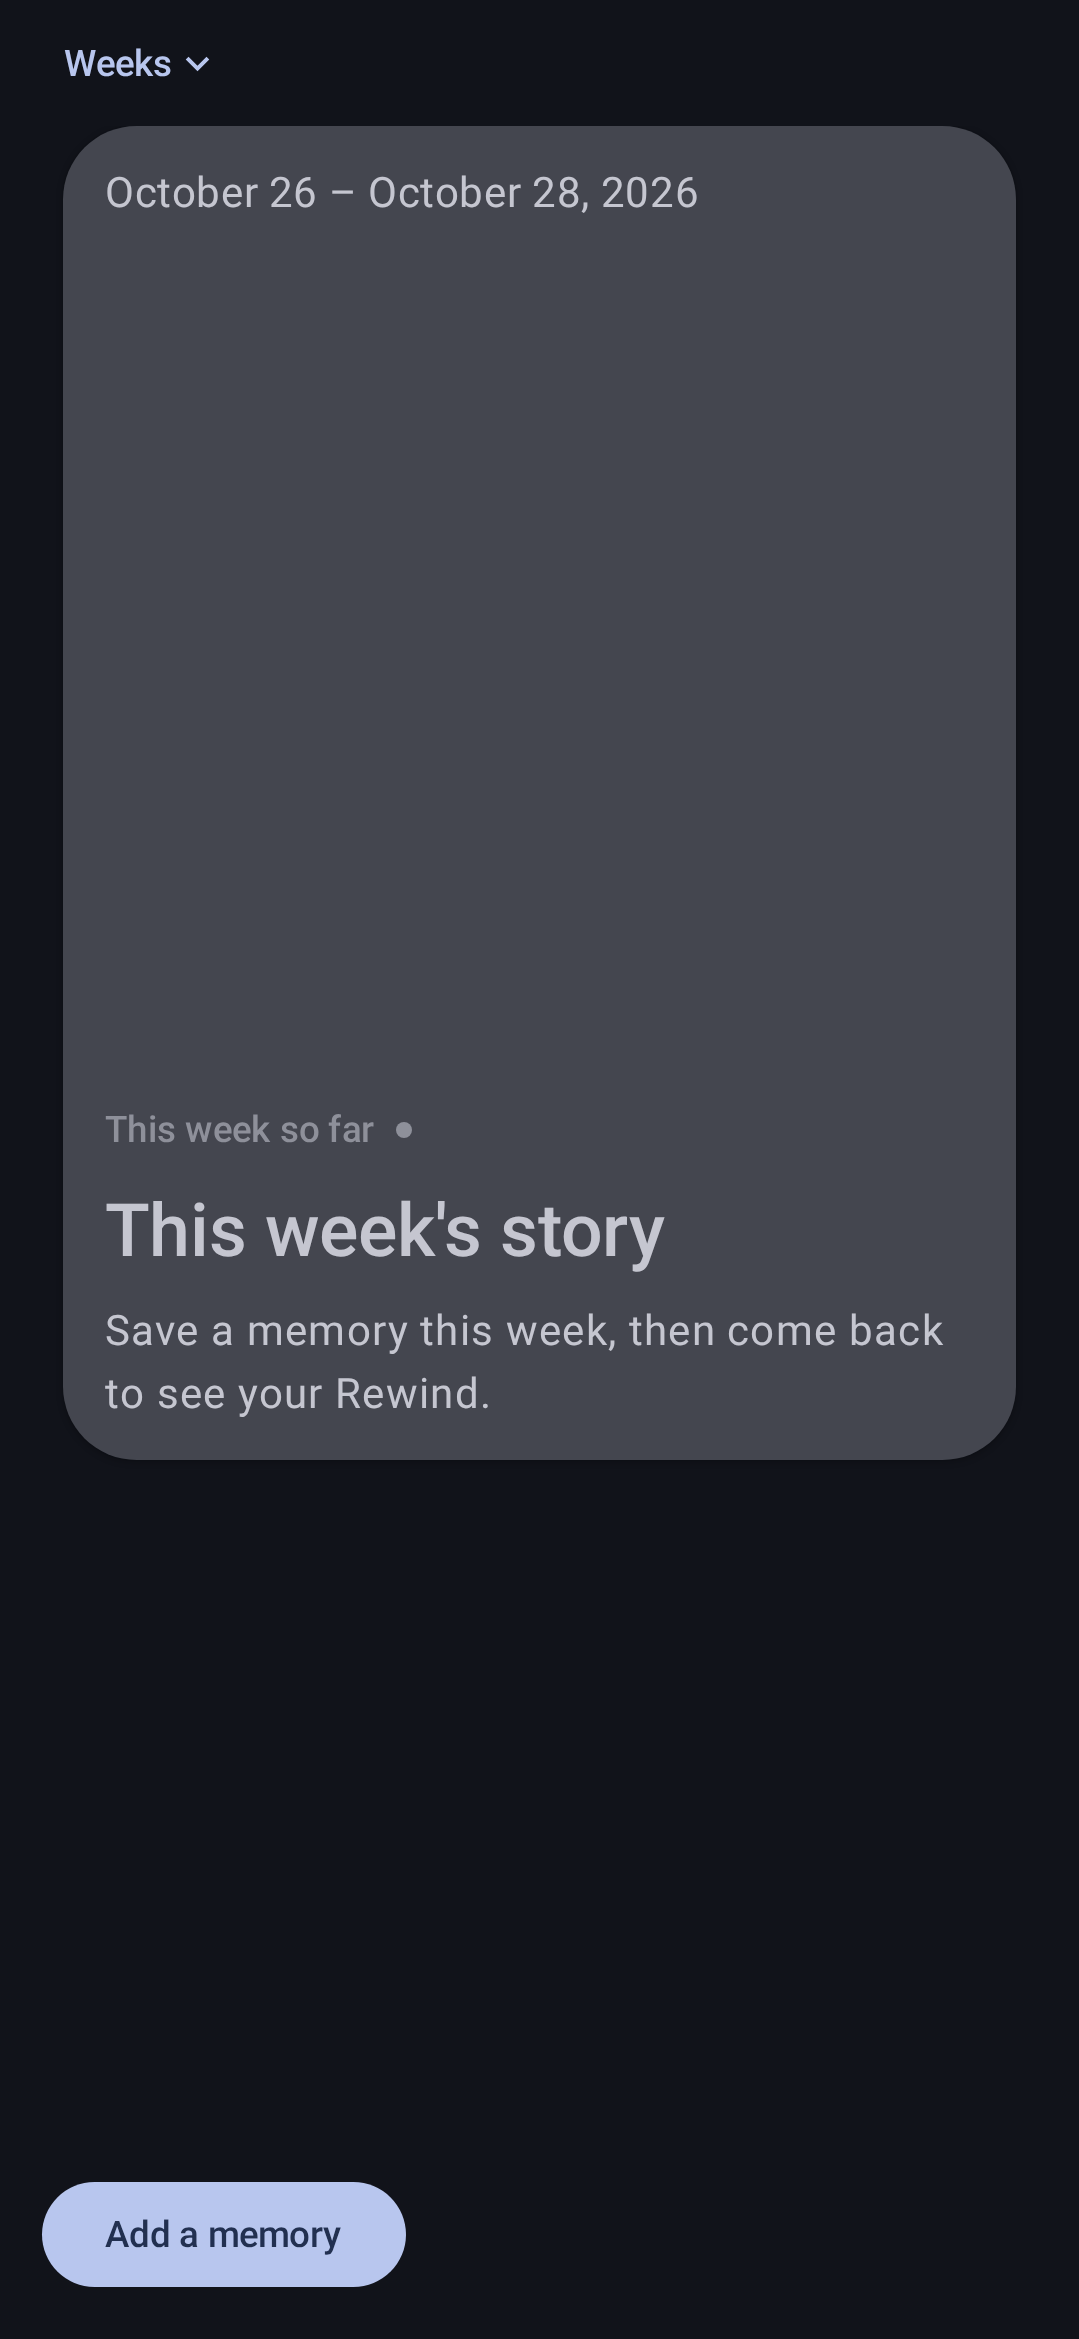 Weeks
October 26 – October 28, 2026
This week so far
This week's story
Save a memory this week, then come back
to see your Rewind.
Add a memory